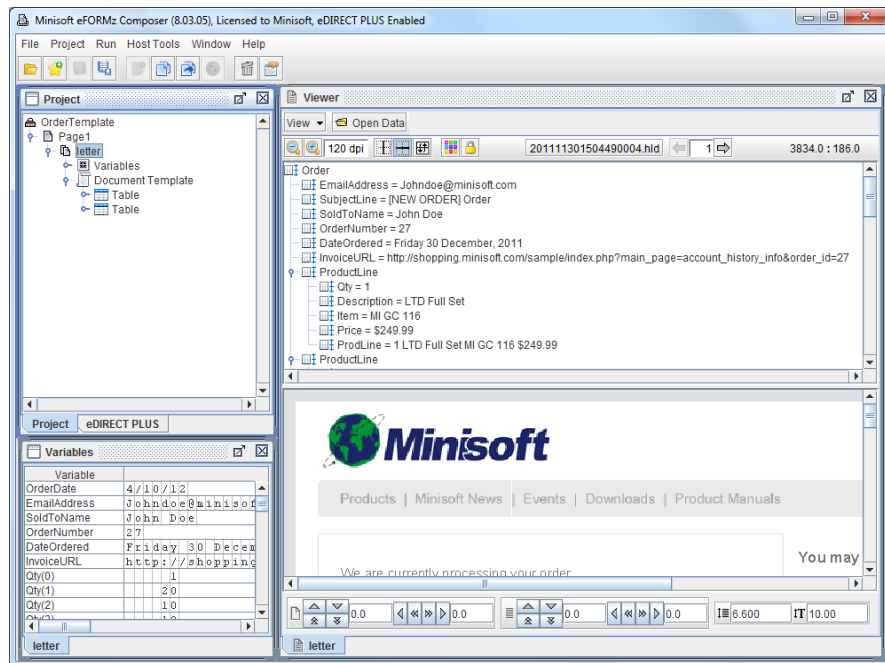 Minisoft eFORMz Composer (8.03.05), Licensed to Minisoft, eDIRECT PLUS Enabled
File Project Run Host Tools Window Help
Project
OrderTemplate
Page1
letter
Variables
Document Template
Table
Table
Project eDIRECT PLUS
Variables
Variable
OrderDate 4/10/12
EmailAddress Johndoe@minisof
SoldToName John Doe
OrderNumber 27
DateOrdered Friday 30 Decem
InvoiceURL http://shopping
Qty(0) 1
Qty(1) 20
Qty(2) 10
letter
Viewer
View Open Data
120 dpi 201111301504490004.hld 1 3834.0 : 186.0
Order
EmailAddress = Johndoe@minisoft.com
SubjectLine = [NEW ORDER] Order
SoldToName = John Doe
OrderNumber = 27
DateOrdered = Friday 30 December, 2011
InvoiceURL = http://shopping.minisoft.com/sample/index.php?main_page=account_history_info&order_id=27
ProductLine
Qty = 1
Description = LTD Full Set
Item = MI GC 116
Price = $249.99
ProdLine = 1 LTD Full Set MI GC 116 $249.99
ProductLine
Minisoft
Products | Minisoft News | Events | Downloads | Product Manuals
We are currently processing your order
You may
0.0 0.0 0.0 0.0 6.600 10.00
letter